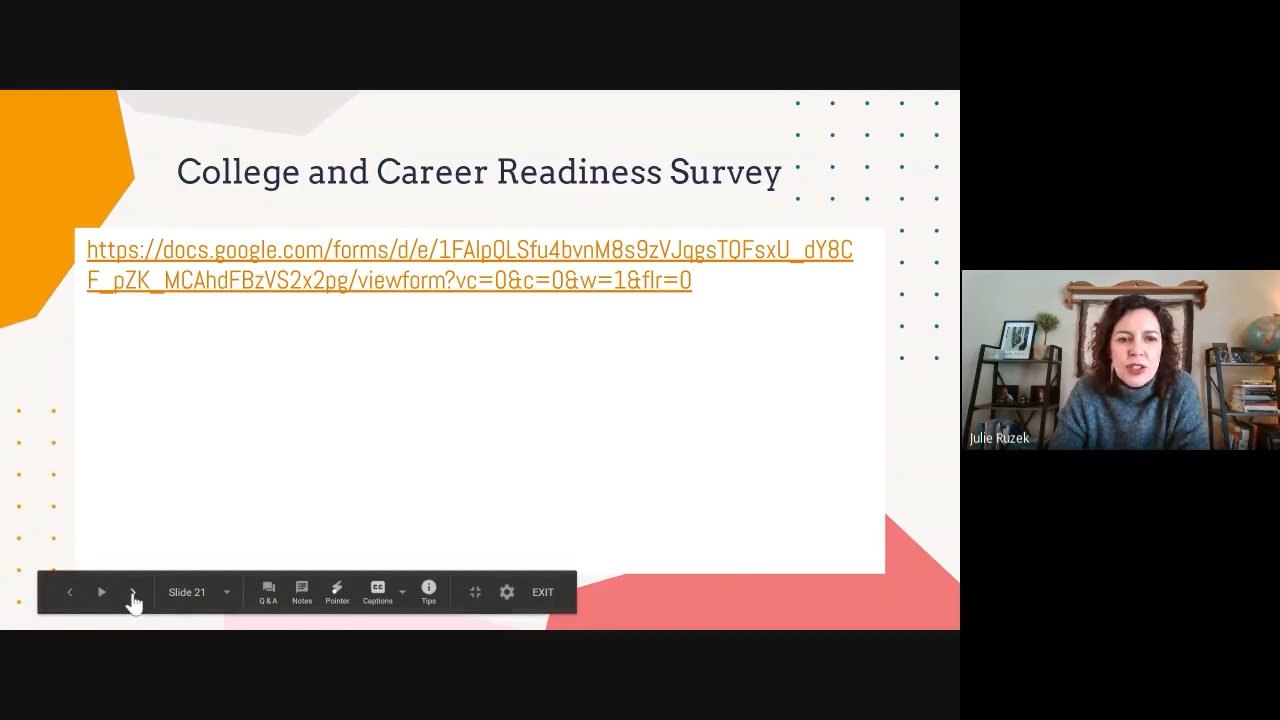 College and Career Readiness Survey
https://docs.google.com/forms/d/e/1FAIpQLSfu4bvnM8s9zVJqgsTQFsxU_dY8C
F_pZK_MCAhdFBzVS2x2pg/viewform?vc=0&c=0&w=1&flr=0
Julie Ruzek
Slide 21
Q & A
Notes
Pointer
CC
Captions
Tips
EXIT